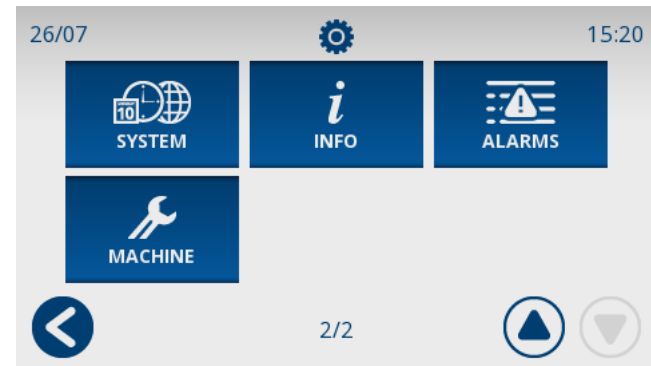 26/07 15:20
10
SYSTEM
i
INFO
ALARMS
MACHINE
2/2